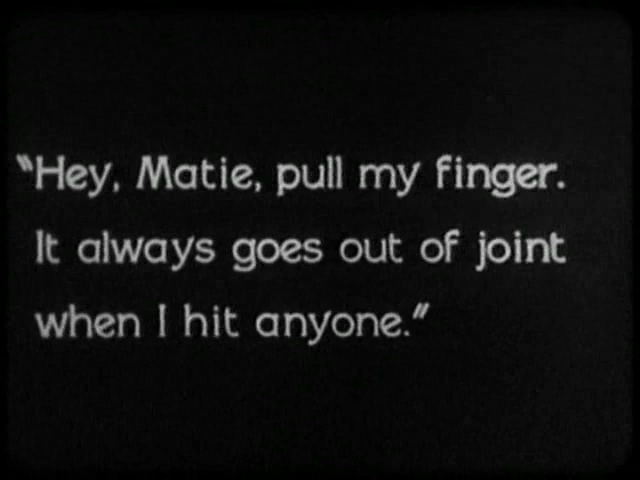 "Hey, Matie, pull my finger.
It always goes out of joint
when I hit anyone."